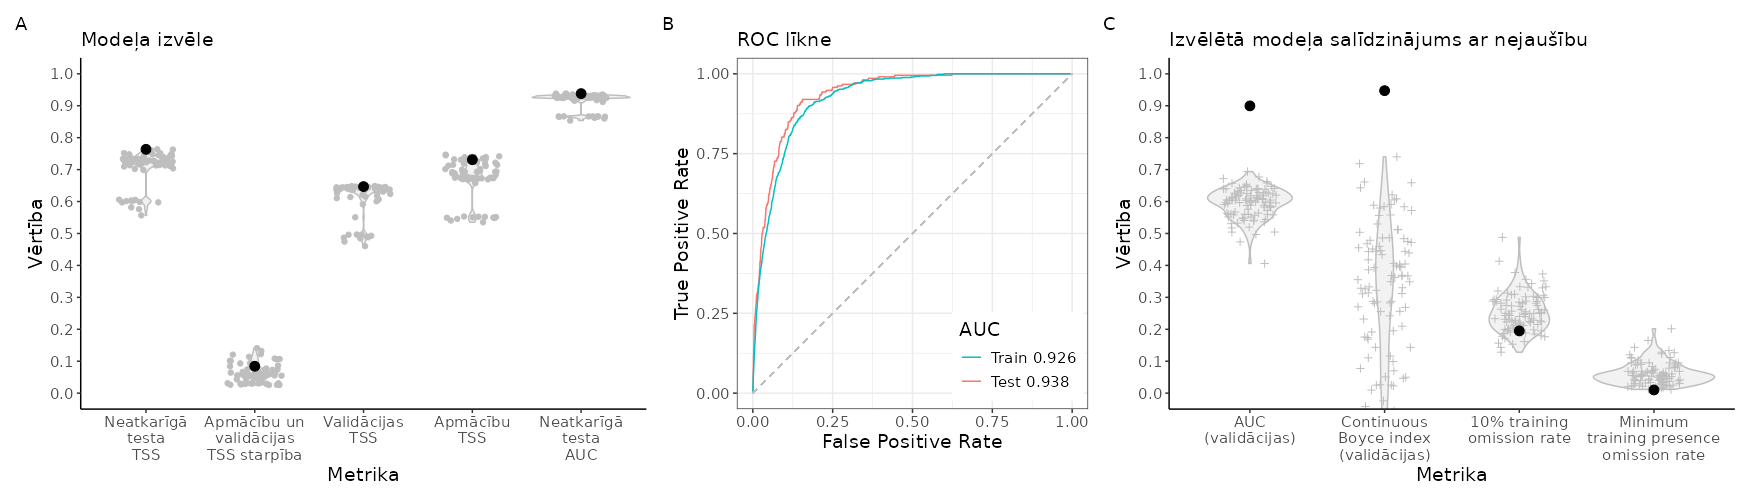 A
Modeļa izvēle
Vērtība
1.0
0.9
0.8
0.7
0.6
0.5
0.4
0.3
0.2
0.1
0.0
Neatkarīgā
testa
TSS
Apmācību un
validācijas
TSS starpība
Validācijas
TSS
Apmācību
TSS
Neatkarīgā
testa
AUC
Metrika
B
ROC līkne
True Positive Rate
1.00
0.75
0.50
0.25
0.00
AUC
Train 0.926
Test 0.938
0.00
0.25
0.50
0.75
1.00
False Positive Rate
C
Izvēlētā modeļa salīdzinājums ar nejaušību
Vērtība
1.0
0.9
0.8
0.7
0.6
0.5
0.4
0.3
0.2
0.1
0.0
AUC
(validācijas)
Continuous
Boyce index
(validācijas)
10% training
omission rate
Minimum
training presence
omission rate
Metrika